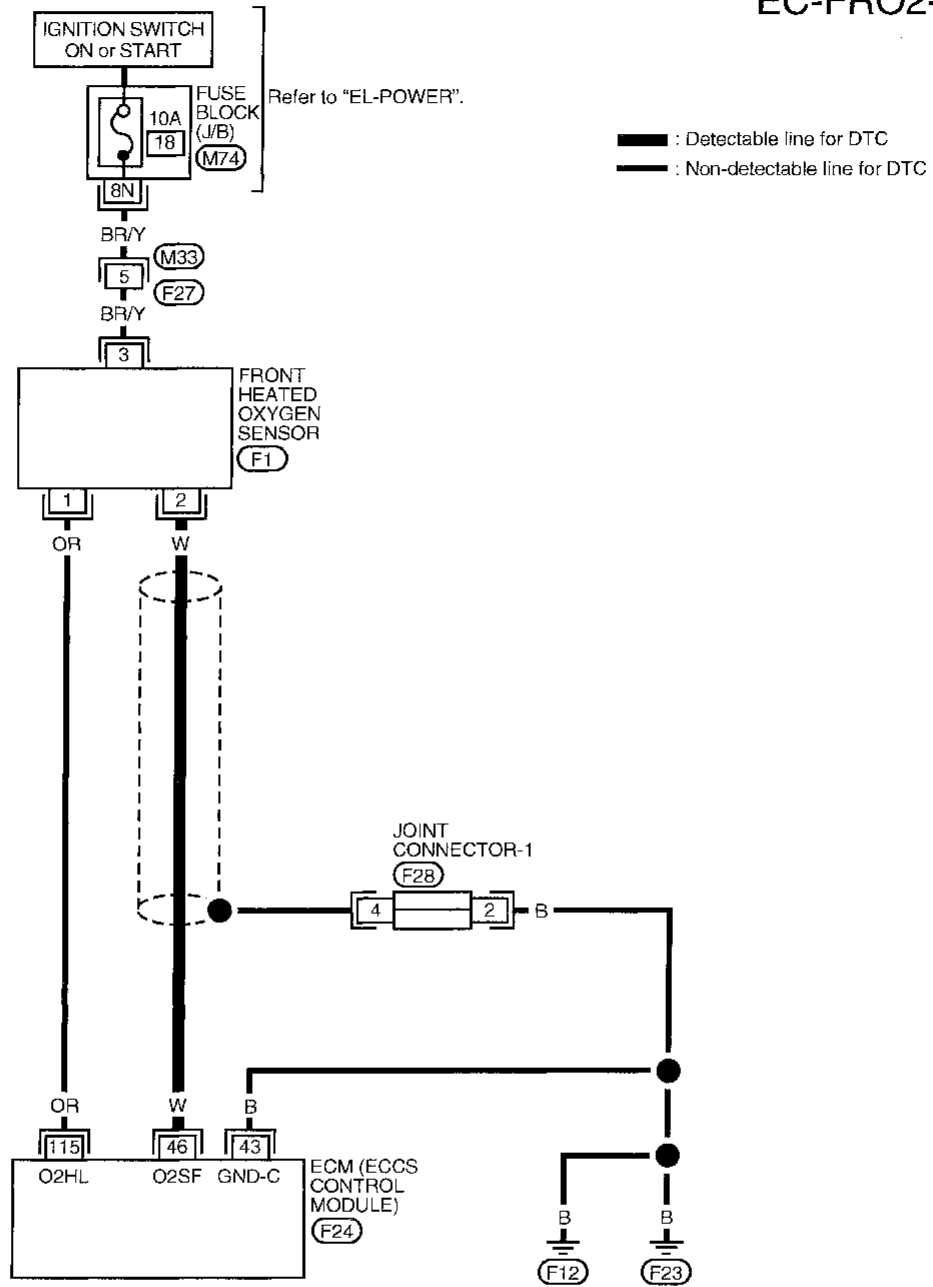 EC-FRO2-
IGNITION SWITCH
ON or START
FUSE
BLOCK
(J/B)
M74
10A
18
Refer to "EL-POWER".
: Detectable line for DTC
: Non-detectable line for DTC
8N
BR/Y
M33
5
F27
BR/Y
3
FRONT
HEATED
OXYGEN
SENSOR
F1
1
2
OR
W
JOINT
CONNECTOR-1
F28
4
2
B
OR
W
B
115
46
43
O2HL
O2SF
GND-C
ECM (ECCS
CONTROL
MODULE)
F24
B
B
F12
F23